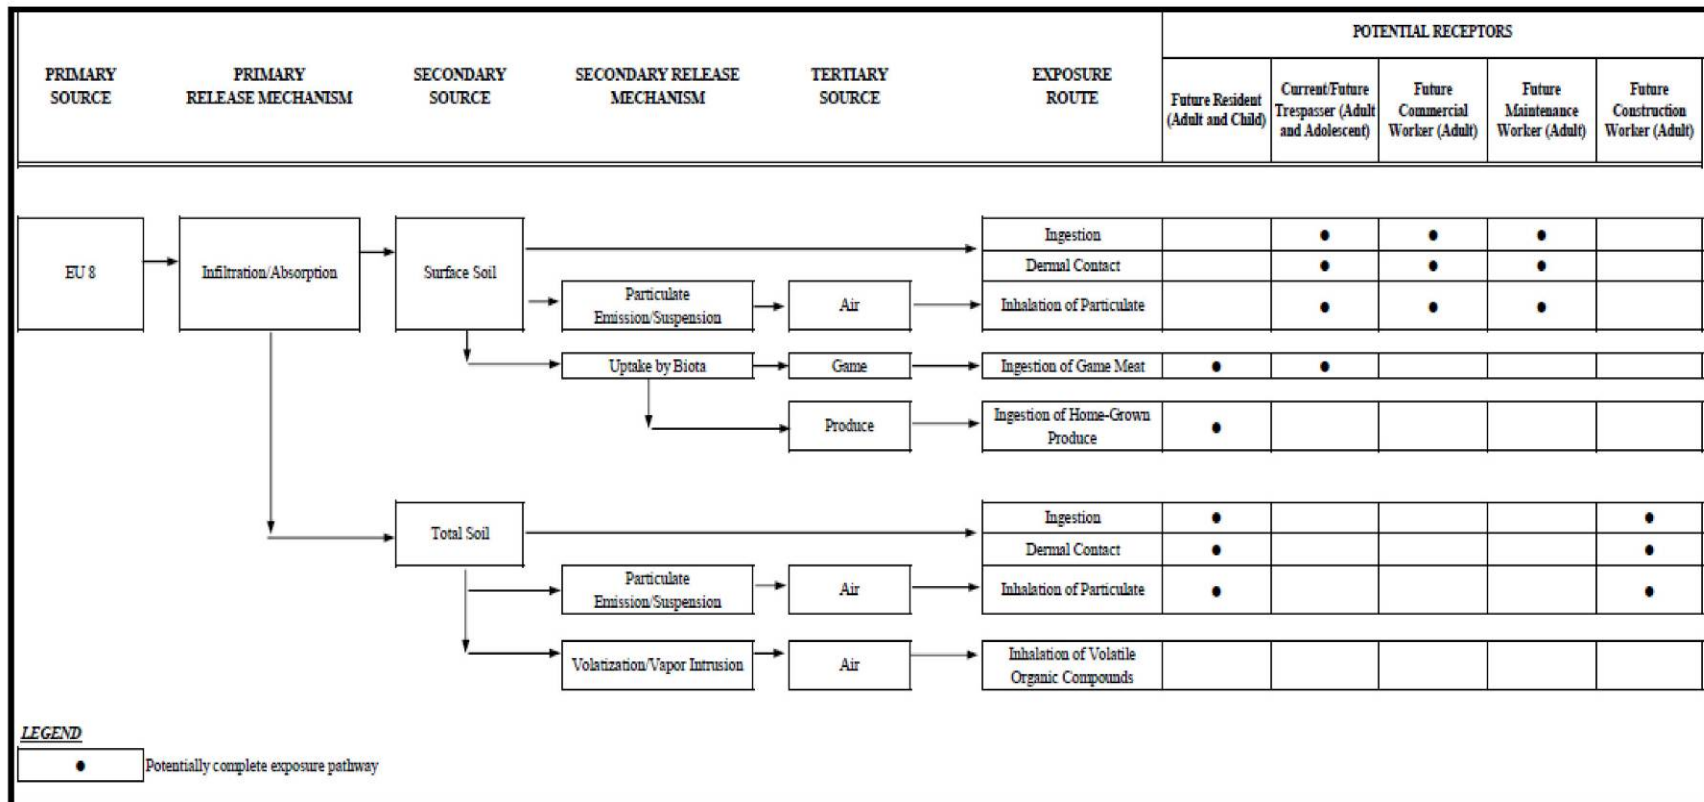 POTENTIAL RECEPTORS
PRIMARY
SOURCE
PRIMARY
RELEASE MECHANISM
SECONDARY
SOURCE
SECONDARY RELEASE
MECHANISM
TERTIARY
SOURCE
EXPOSURE
ROUTE
Future Resident
(Adult and Child)
Current/Future
Trespasser (Adult
and Adolescent)
Future
Commercial
Worker (Adult)
Future
Maintenance
Worker (Adult)
Future
Construction
Worker (Adult)
EU 8
Infiltration/Absorption
Surface Soil
Ingestion
Dermal Contact
Particulate
Emission/Suspension
Air
Inhalation of Particulate
Uptake by Biota
Game
Ingestion of Game Meat
Produce
Ingestion of Home-Grown
Produce
Total Soil
Ingestion
Dermal Contact
Particulate
Emission/Suspension
Air
Inhalation of Particulate
Volatization/Vapor Intrusion
Air
Inhalation of Volatile
Organic Compounds
LEGEND
Potentially complete exposure pathway